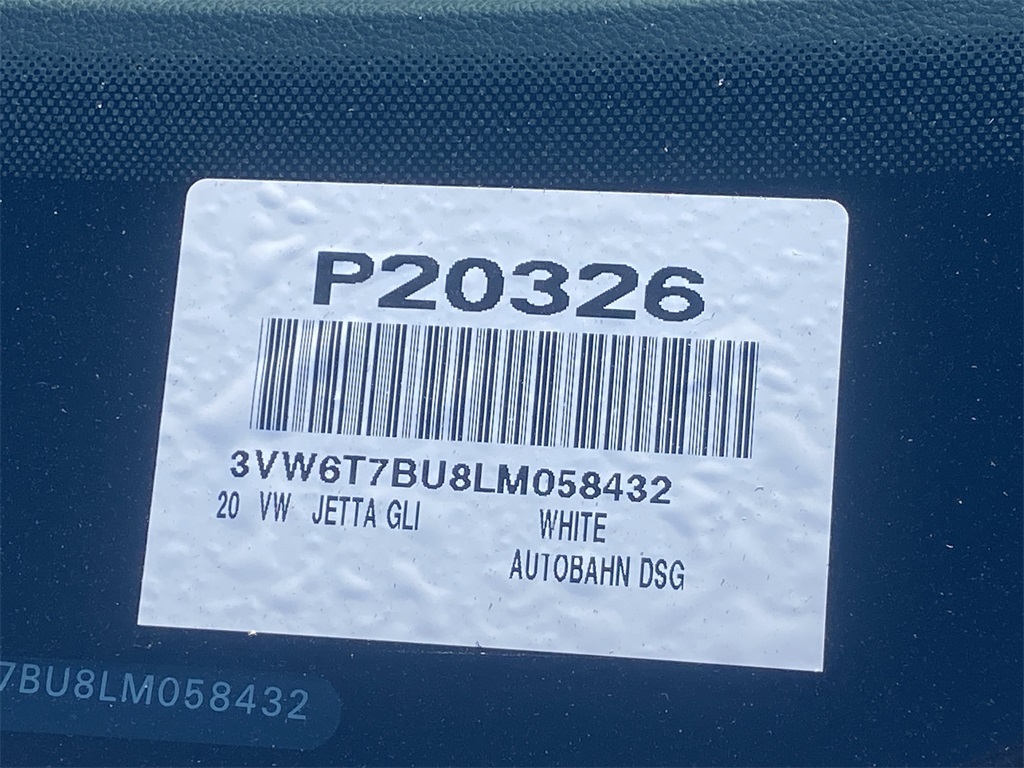 P20326
3VW6T7BU8LM058432
20 VW JETTA GLI WHITE
AUTOBAHN DSG
7BU8LM058432